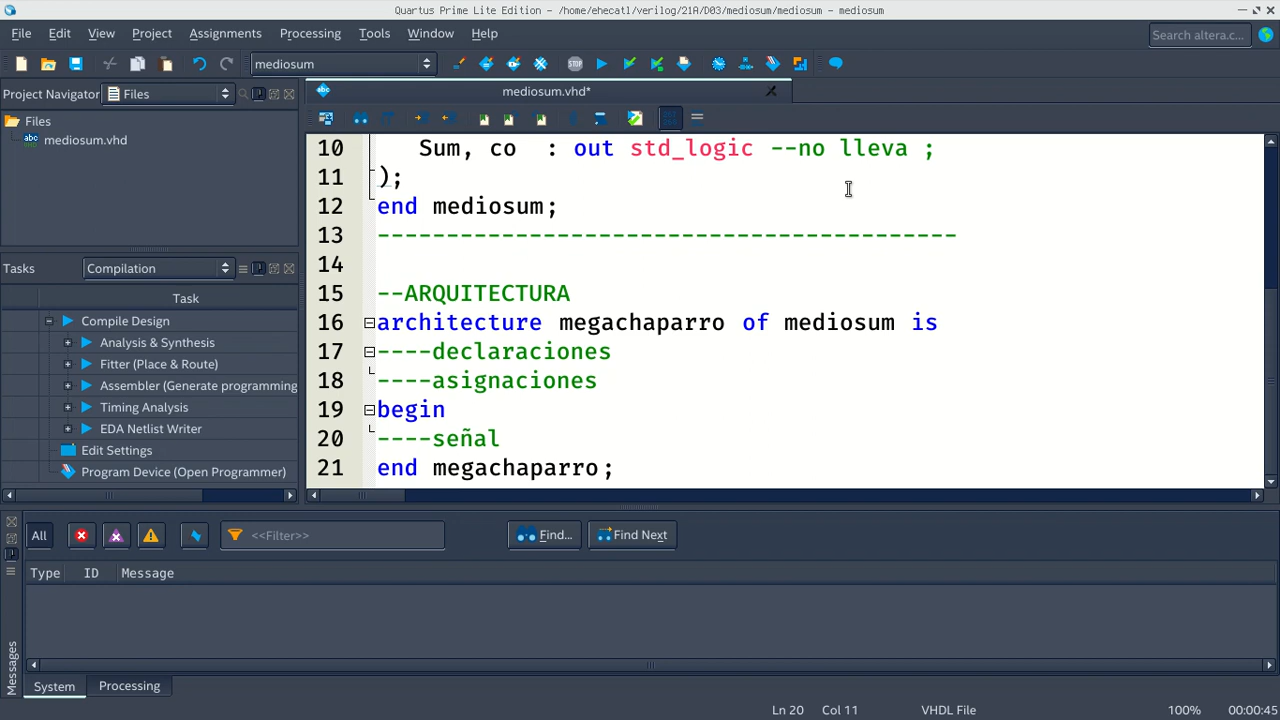 Quartus Prime Lite Edition - /home/ehecatl/verilog/21A/D03/mediosum/mediosum - mediosum
File Edit View Project Assignments Processing Tools Window Help
Search altera.c...
mediosum
Project Navigator Files
mediosum.vhd*
Files
mediosum.vhd
10 Sum, co : out std_logic --no lleva ;
11 );
12 end mediosum;
13 ------------------------------------------
14
15 --ARQUITECTURA
16 architecture megachaparro of mediosum is
17 ----declaraciones
18 ----asignaciones
19 begin
20 ----señal
21 end megachaparro;
Tasks Compilation
Task
Compile Design
Analysis & Synthesis
Fitter (Place & Route)
Assembler (Generate programming
Timing Analysis
EDA Netlist Writer
Edit Settings
Program Device (Open Programmer)
All <<Filter>> Find... Find Next
Type ID Message
Messages
System Processing
Ln 20 Col 11 VHDL File 100% 00:00:45